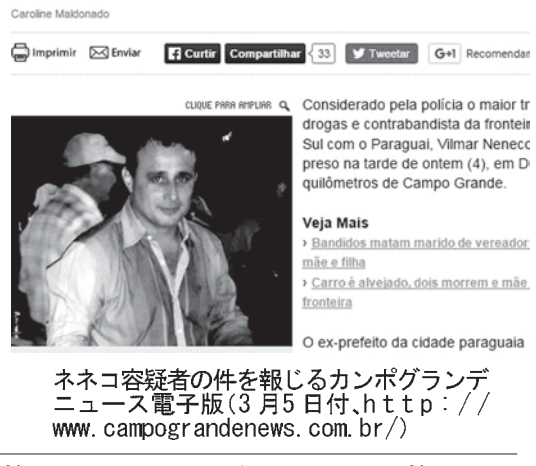 Caroline Maldonado
Imprimir Enviar Curtir Compartilhar 33 Tweetar G+1 Recomendar
CLIQUE PARA AMPLIAR
Considerado pela polícia o maior
drogas e contrabandista da
Sul com o Paraguai, Vilmar
preso na tarde de ontem (4), em
quilômetros de Campo Grande.
Veja Mais
› Bandidos matam marido de
mãe e filha
› Carro é alvejado, dois morrem e mãe
fronteira
O ex-prefeito da cidade paraguaia
ネネコ容疑者の件を報じるカンポグランデ
ニュース電子版(3月5日付、http://
www.campograndenews.com.br/)